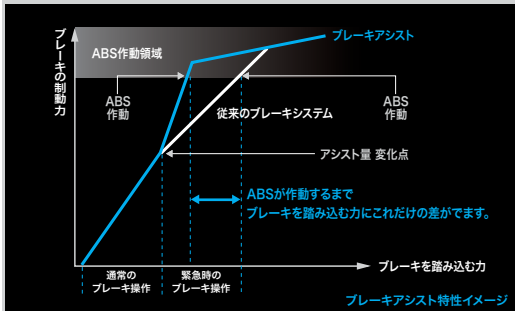 ブレーキの制動力
ABS作動領域
ブレーキアシスト
ABS
作動
従来のブレーキシステム
ABS
作動
アシスト量 変化点
ABSが作動するまで
ブレーキを踏み込む力にこれだけの差がでます。
ブレーキを踏み込む力
通常の
ブレーキ操作
緊急時の
ブレーキ操作
ブレーキアシスト特性イメージ